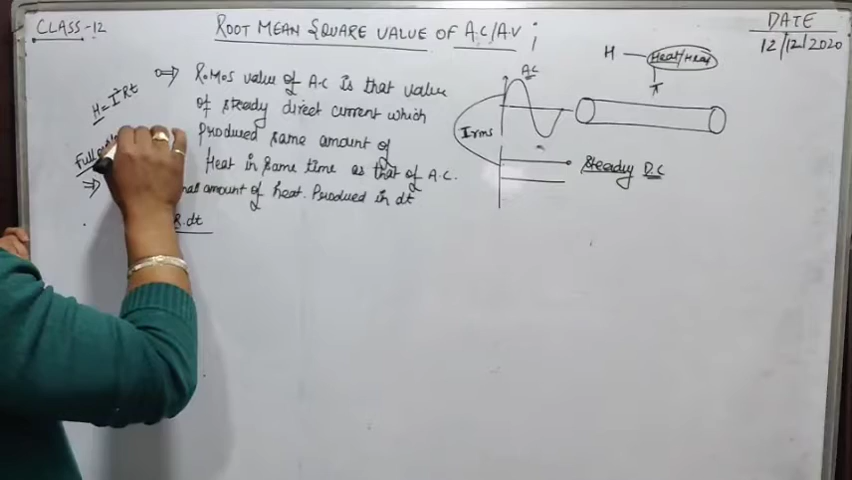 CLASS-12
ROOT MEAN SQUARE VALUE OF A.C/A.V ;
DATE
12/12/2020
H = I²Rt
R.M.S value of A.C is that value
of steady direct current which
Produced same amount of
Heat in same time as that of A.C.
amount of heat. Produced in dt
R.dt
Full
A.C
Irms
Steady D.C
H
Heat/Heat
T